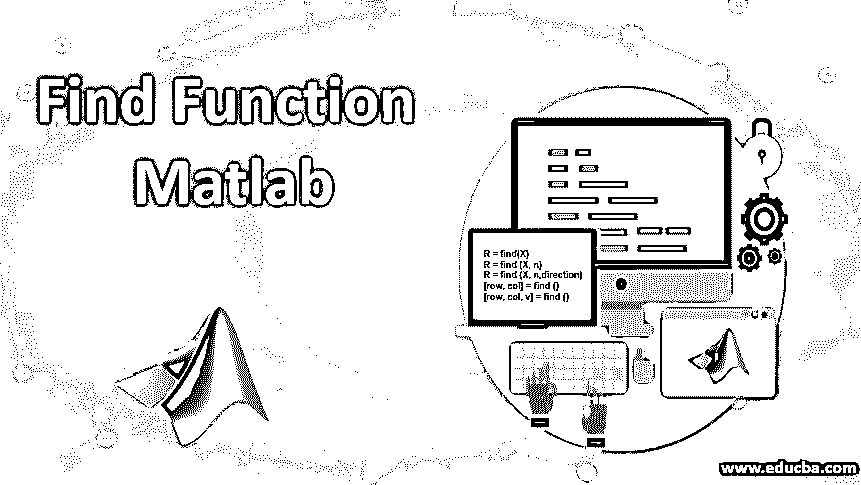 Find Function
Matlab
R = find(X)
R = find (X, n)
R = find (X, n,direction)
[row, col] = find ()
[row, col, v] = find ()
www.educba.com